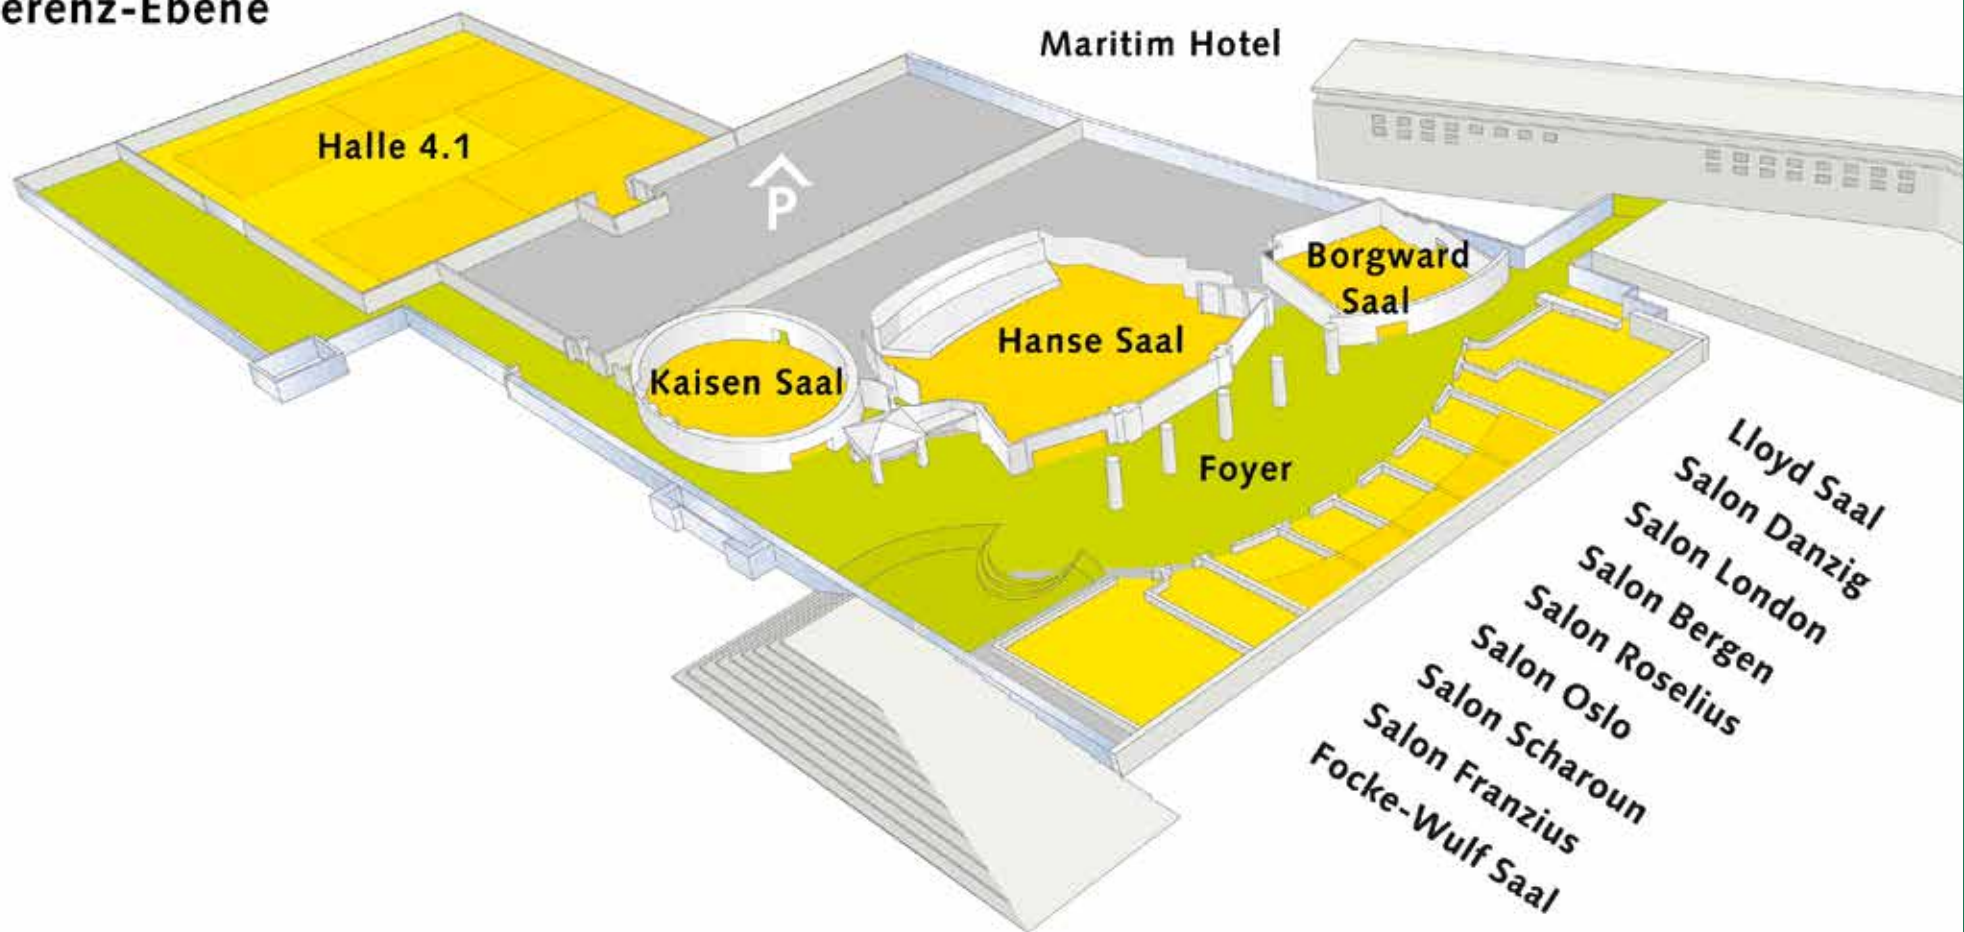 erenz-Ebene
Maritim Hotel
Halle 4.1
P
Borgward
Saal
Hanse Saal
Kaisen Saal
Foyer
Lloyd Saal
Salon Danzig
Salon London
Salon Bergen
Salon Roselius
Salon Oslo
Salon Scharoun
Salon Franzius
Focke-Wulf Saal